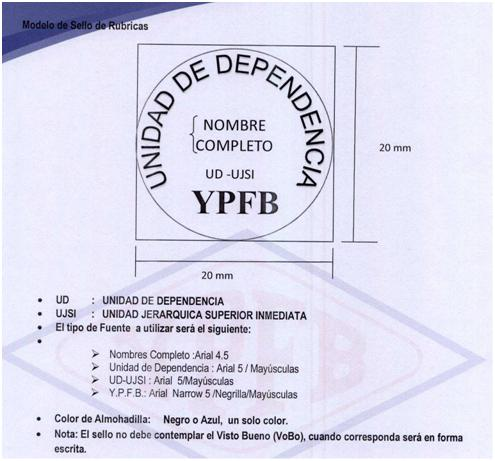 Modelo de Sello de Rubricas
UNIDAD DE DEPENDENCIA
NOMBRE
COMPLETO
UD -UJSI
YPFB
20 mm
20 mm
• UD : UNIDAD DE DEPENDENCIA
• UJSI : UNIDAD JERARQUICA SUPERIOR INMEDIATA
• El tipo de Fuente a utilizar será el siguiente:
•
➢ Nombres Completo :Arial 4.5
➢ Unidad de Dependencia : Arial 5 / Mayúsculas
➢ UD-UJSI : Arial 5/Mayúsculas
➢ Y.P.F.B.: Arial Narrow 5 /Negrilla/Mayúsculas
• Color de Almohadilla: Negro o Azul, un solo color.
• Nota: El sello no debe contemplar el Visto Bueno (VoBo), cuando corresponda será en forma
escrita.